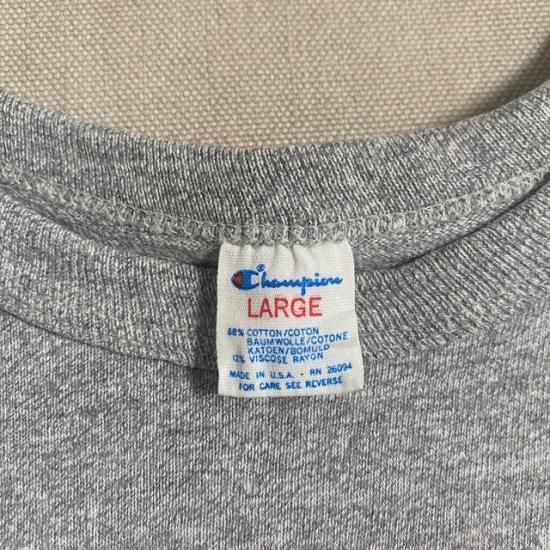 Champion
LARGE
88% COTTON/COTON
BAUMWOLLE/COTONE
KATOEN/BOMULD
12% VISCOSE RAYON
MADE IN U.S.A. - RN 26094
FOR CARE SEE REVERSE